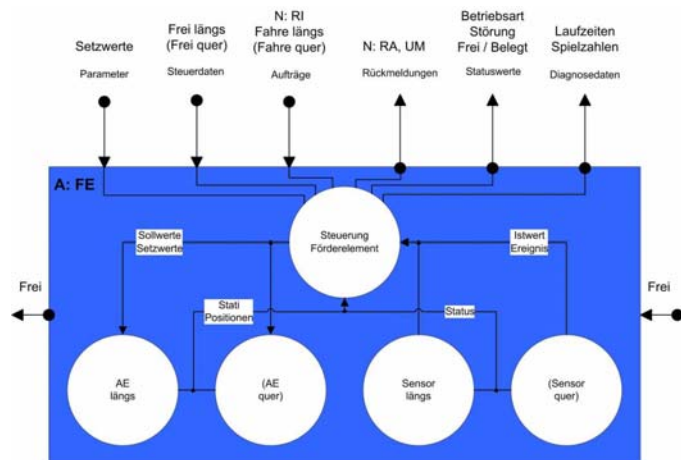 Setzwerte
Parameter
Frei längs
(Frei quer)
Steuerdaten
N: RI
Fahre längs
(Fahre quer)
Aufträge
N: RA, UM
Rückmeldungen
Betriebsart
Störung
Frei / Belegt
Statuswerte
Laufzeiten
Spielzahlen
Diagnosedaten
A: FE
Steuerung
Förderelement
Sollwerte
Setzwerte
Istwert
Ereignis
Frei
Frei
Stati
Positionen
Status
AE
längs
(AE
quer)
Sensor
längs
(Sensor
quer)